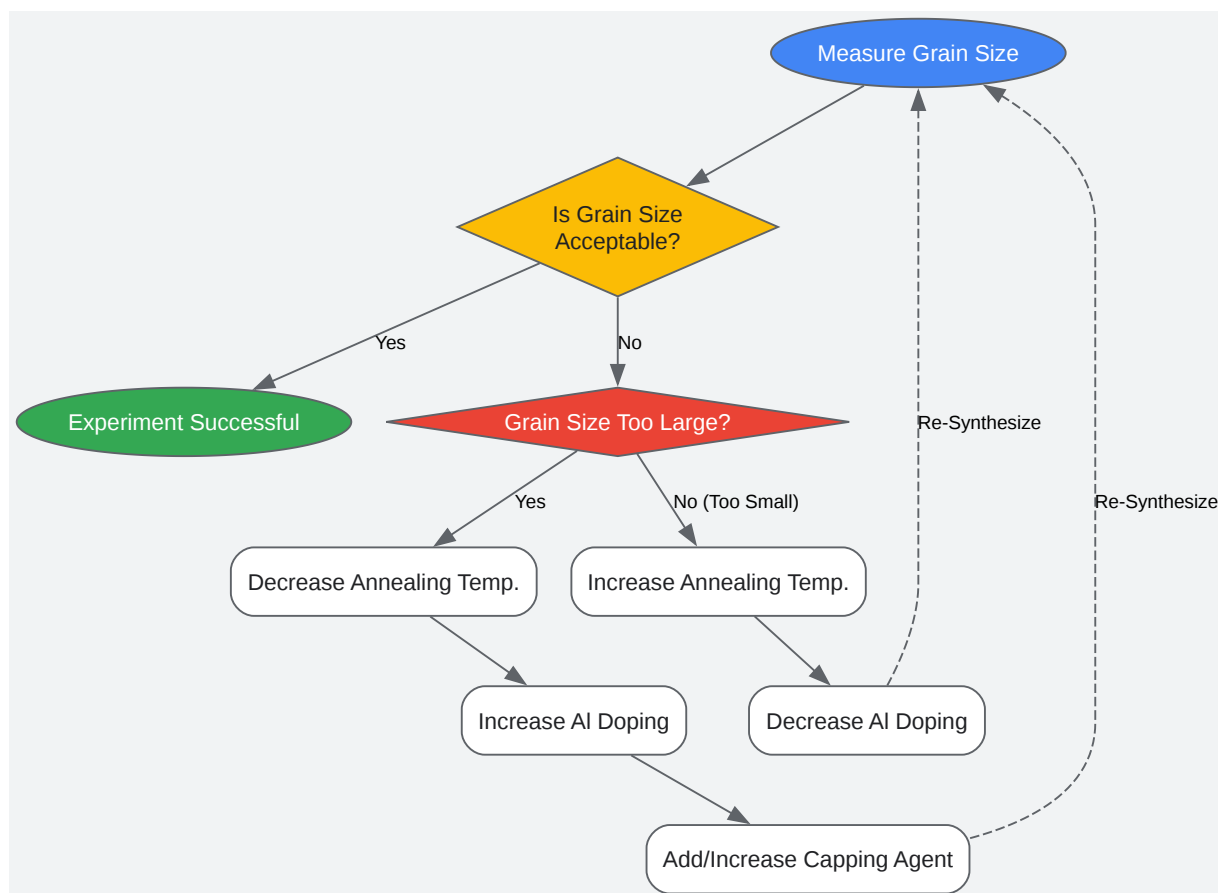 Measure Grain Size
Is Grain Size
Acceptable?
Yes
No
Experiment Successful
Grain Size Too Large?
Re-Synthesize
Yes
No (Too Small)
Re-Synthesize
Decrease Annealing Temp.
Increase Annealing Temp.
Increase Al Doping
Decrease Al Doping
Add/Increase Capping Agent